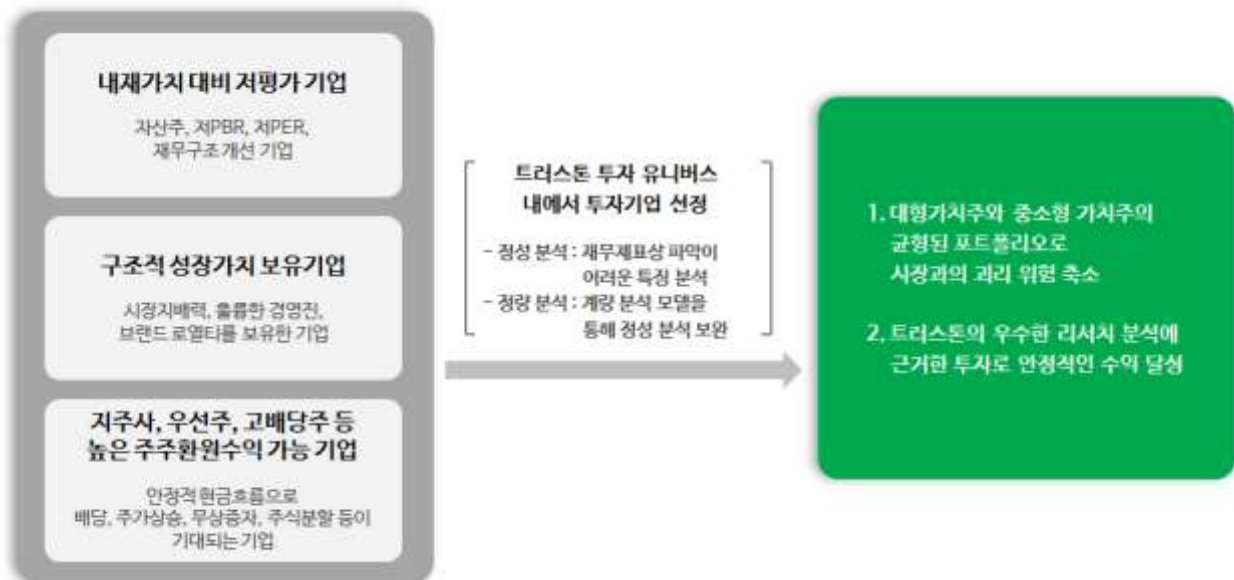 내재가치 대비 저평가 기업
자산주, 저PBR, 저PER,
재무구조 개선 기업
구조적 성장가치 보유기업
시장지배력, 훌륭한 경영진,
브랜드 로열티를 보유한 기업
지주사, 우선주, 고배당주 등
높은 주주환원수익 가능 기업
안정적 현금흐름으로
배당, 주가상승, 무상증자, 주식분할 등이
기대되는 기업
트러스톤 투자 유니버스
내에서 투자기업 선정
- 정성 분석 : 재무제표상 파악이
어려운 특징 분석
- 정량 분석 : 계량 분석 모델을
통해 정성 분석 보완
1. 대형가치주와 중소형 가치주의
균형된 포트폴리오로
시장과의 괴리 위험 축소
2. 트러스톤의 우수한 리서치 분석에
근거한 투자로 안정적인 수익 달성